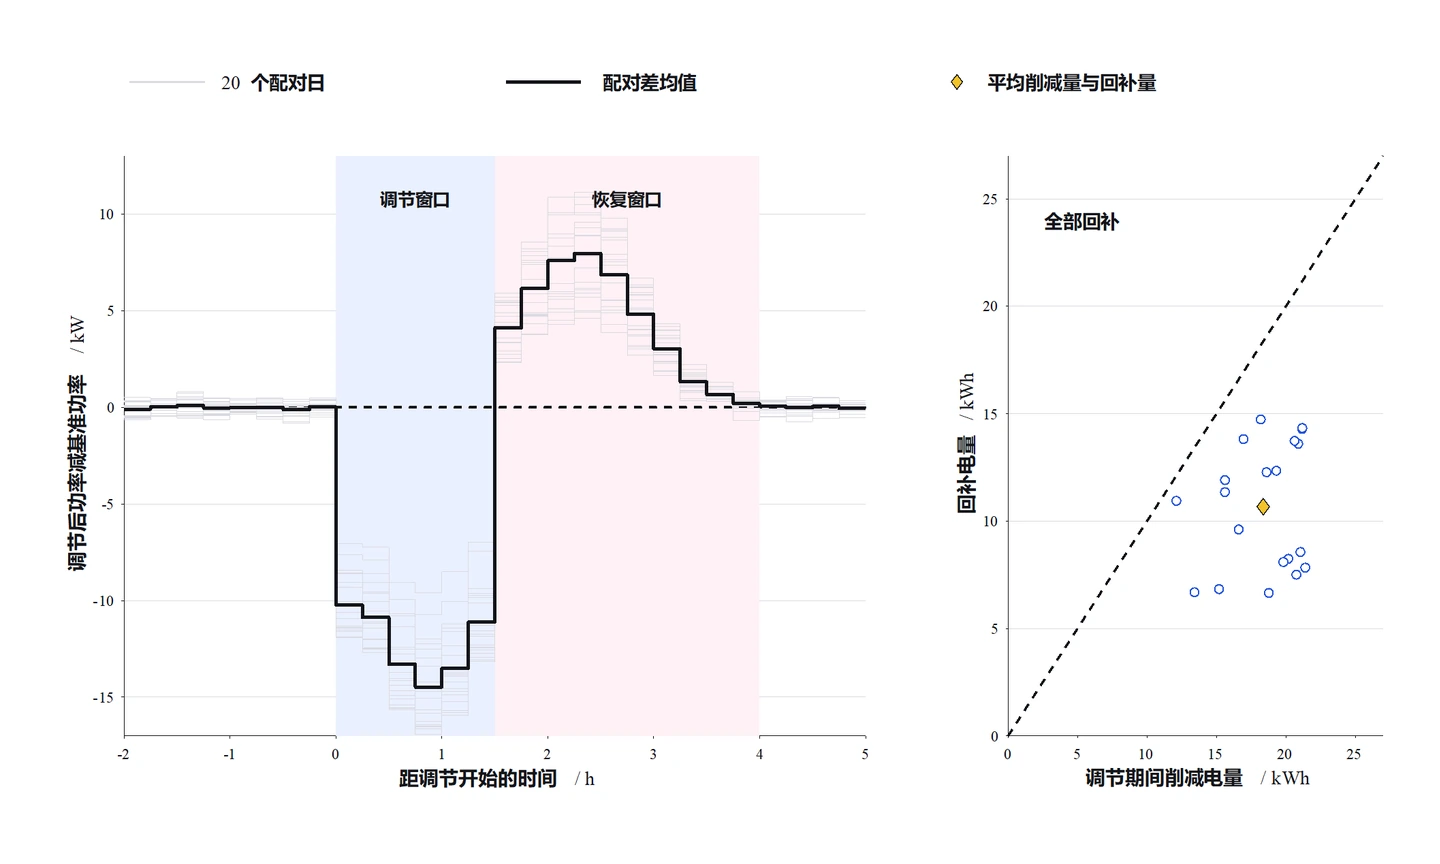 20 个配对日
配对差均值
平均削减量与回补量
调节窗口
恢复窗口
10
5
0
-5
-10
-15
调节后功率减基准功率 / kW
-2
-1
0
1
2
3
4
5
距调节开始的时间 / h
全部回补
25
20
15
10
5
0
回补电量 / kWh
0
5
10
15
20
25
调节期间削减电量 / kWh